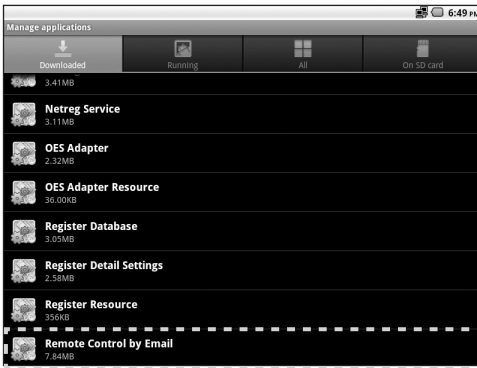 6:49 PM
Manage applications
Downloaded
Running
All
On SD card
3.41MB
Netreg Service
3.11MB
OES Adapter
2.32MB
OES Adapter Resource
36.00KB
Register Database
3.05MB
Register Detail Settings
2.58MB
Register Resource
356KB
Remote Control by Email
7.84MB